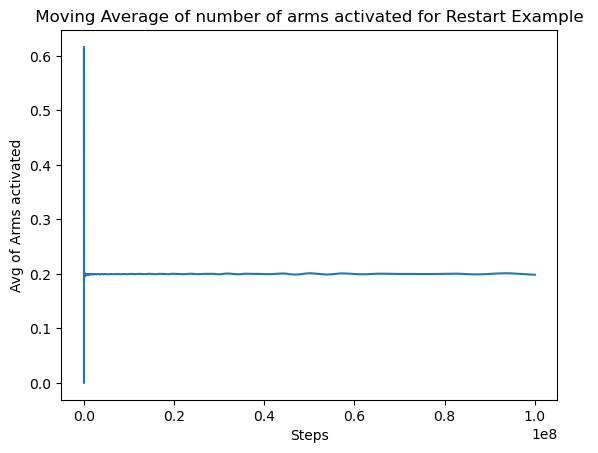 Moving Average of number of arms activated for Restart Example
0.6
0.5
0.4
0.3
0.2
0.1
0.0
Avg of Arms activated
0.0 0.2 0.4 0.6 0.8 1.0
1e8
Steps